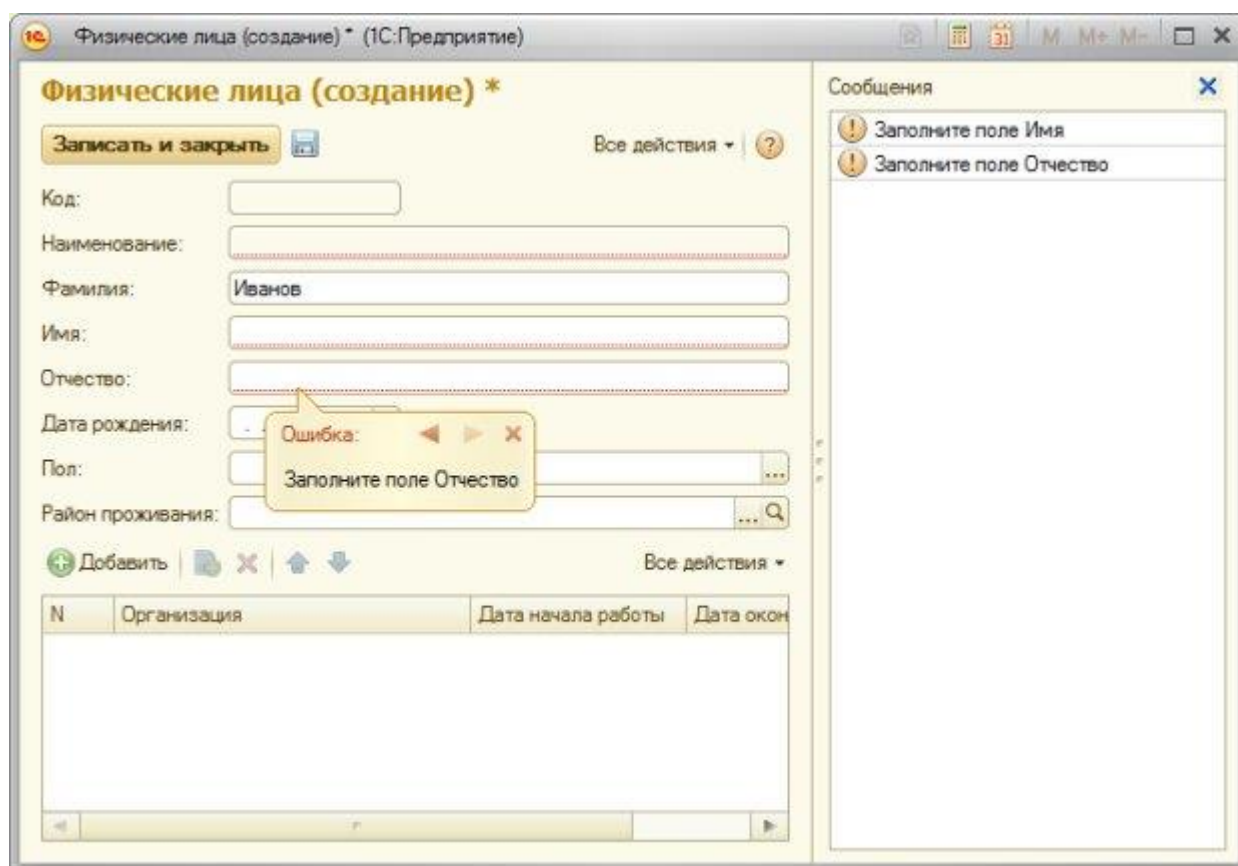 1С Физические лица (создание) * (1С:Предприятие) 31 M M+ M-
Физические лица (создание) *
Записать и закрыть Все действия ?
Код:
Наименование:
Фамилия: Иванов
Имя:
Отчество:
Дата рождения: . .
Ошибка:
Заполните поле Отчество
Пол: ...
Район проживания: ...
Добавить Все действия
N Организация Дата начала работы Дата окон
Сообщения
Заполните поле Имя
Заполните поле Отчество